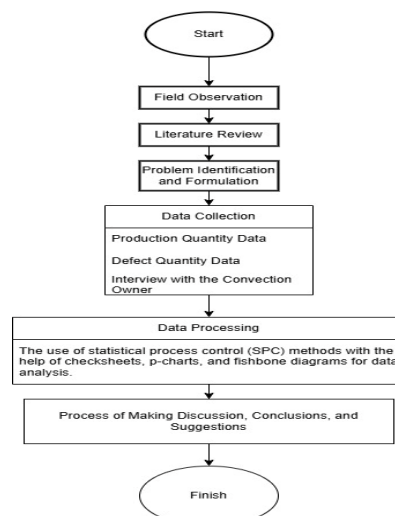 Start
Field Observation
Literature Review
Problem Identification
and Formulation
Data Collection
Production Quantity Data
Defect Quantity Data
Interview with the Convection
Owner
Data Processing
The use of statistical process control (SPC) methods with the
help of checksheets, p-charts, and fishbone diagrams for data
analysis.
Process of Making Discussion, Conclusions, and
Suggestions
Finish